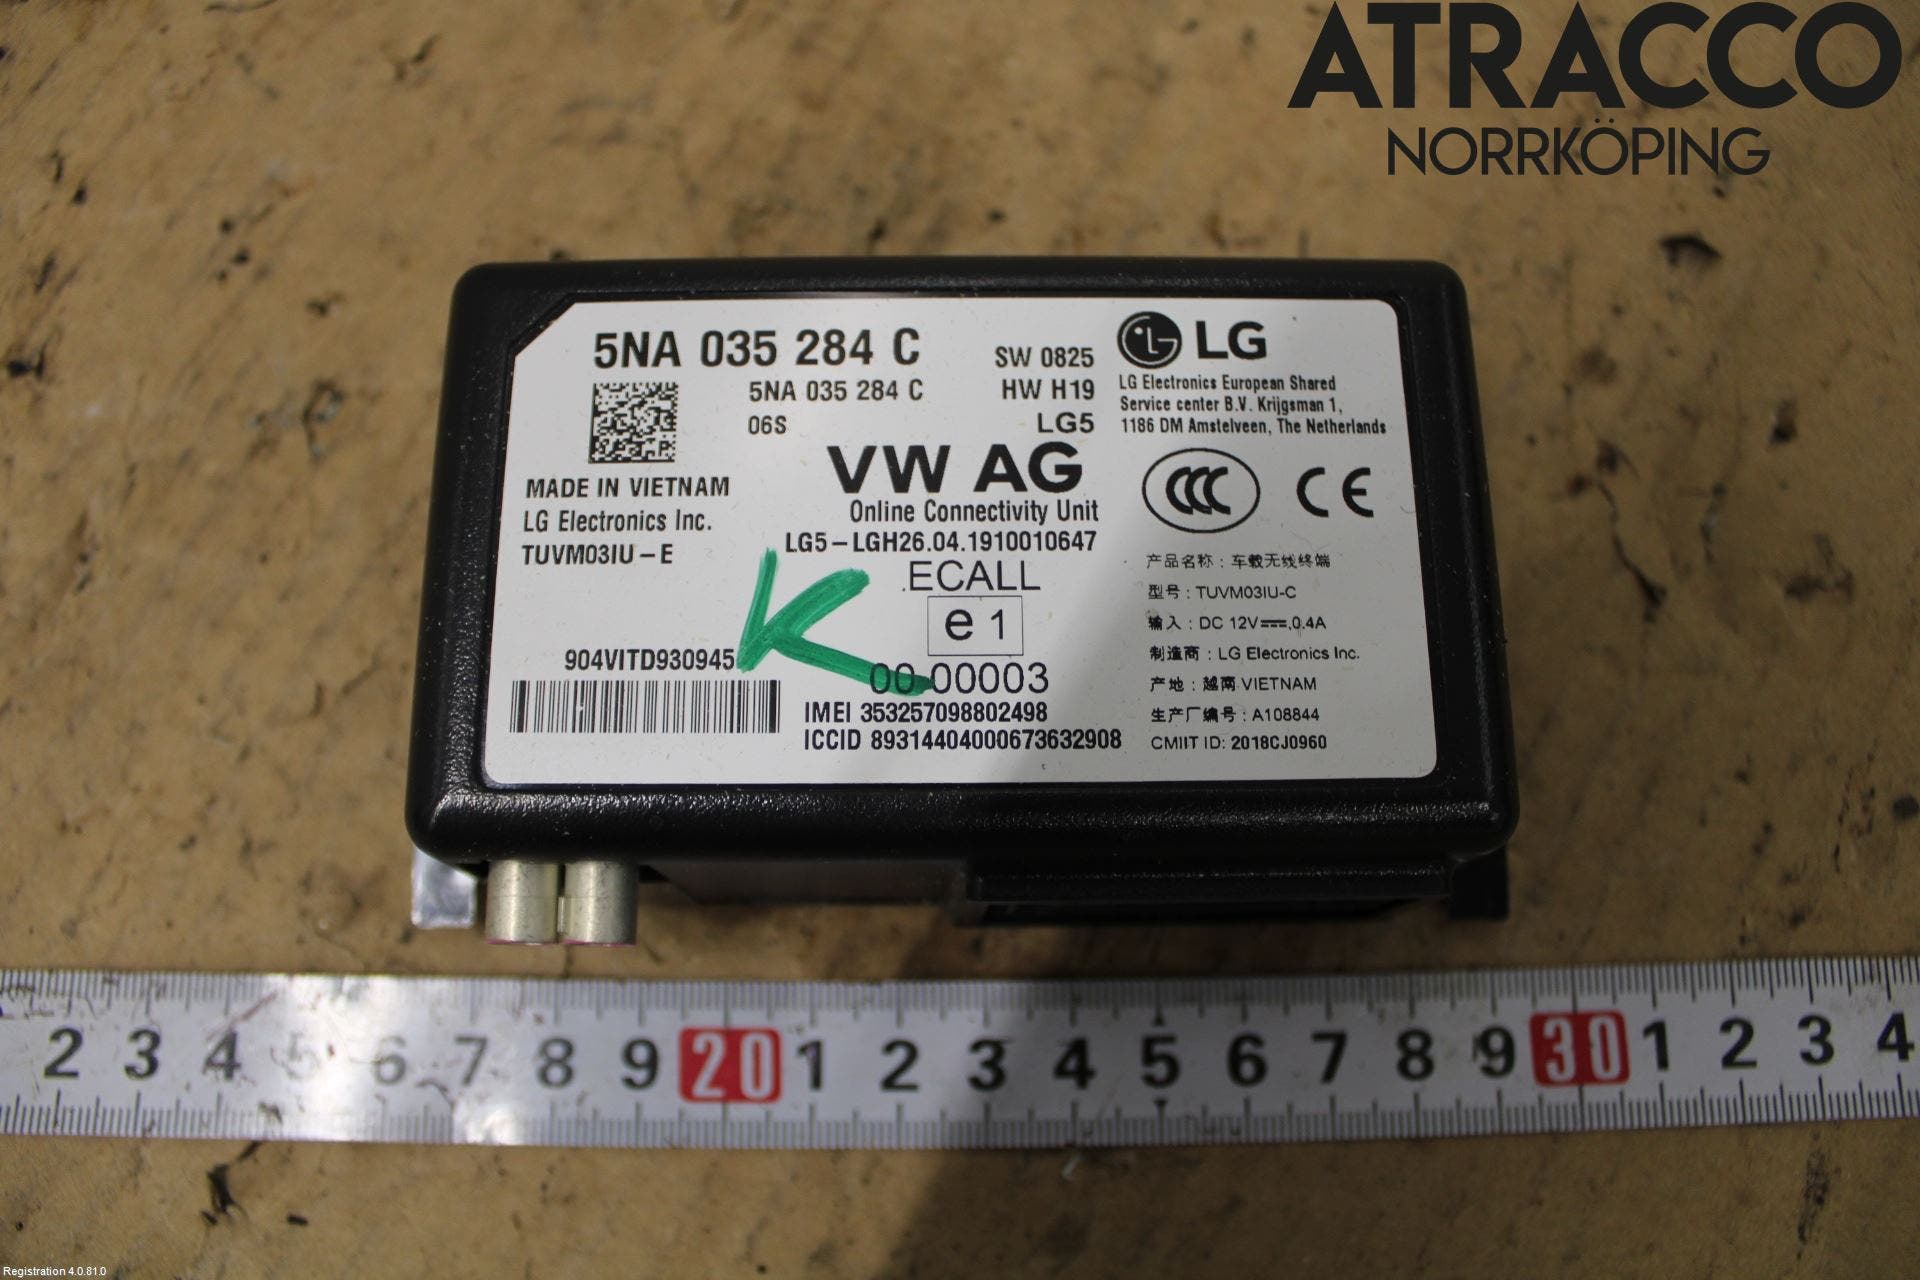 ATRACCO
NORRKÖPING
5NA 035 284 C
5NA 035 284 C
06S
SW 0825
HW H19
LG5
LG
LG Electronics European Shared
Service center B.V. Krijgsman 1,
1186 DM Amstelveen, The Netherlands
VW AG
Online Connectivity Unit
LG5-LGH26.04.1910010647
MADE IN VIETNAM
LG Electronics Inc.
TUVM03IU-E
CCC
CE
ECALL
e 1
00 00003
K
904VITD930945
IMEI 353257098802498
ICCID 89314404000673632908
产品名称：车载无线终端
型号：TUVM03IU-C
输入：DC 12V⎓,0.4A
制造商：LG Electronics Inc.
产地：越南 VIETNAM
生产厂编号：A108844
CMIIT ID: 2018CJ0960
2 3 4 5 6 7 8 9 20 1 2 3 4 5 6 7 8 9 30 1 2 3 4
Registration 4.0.81.0